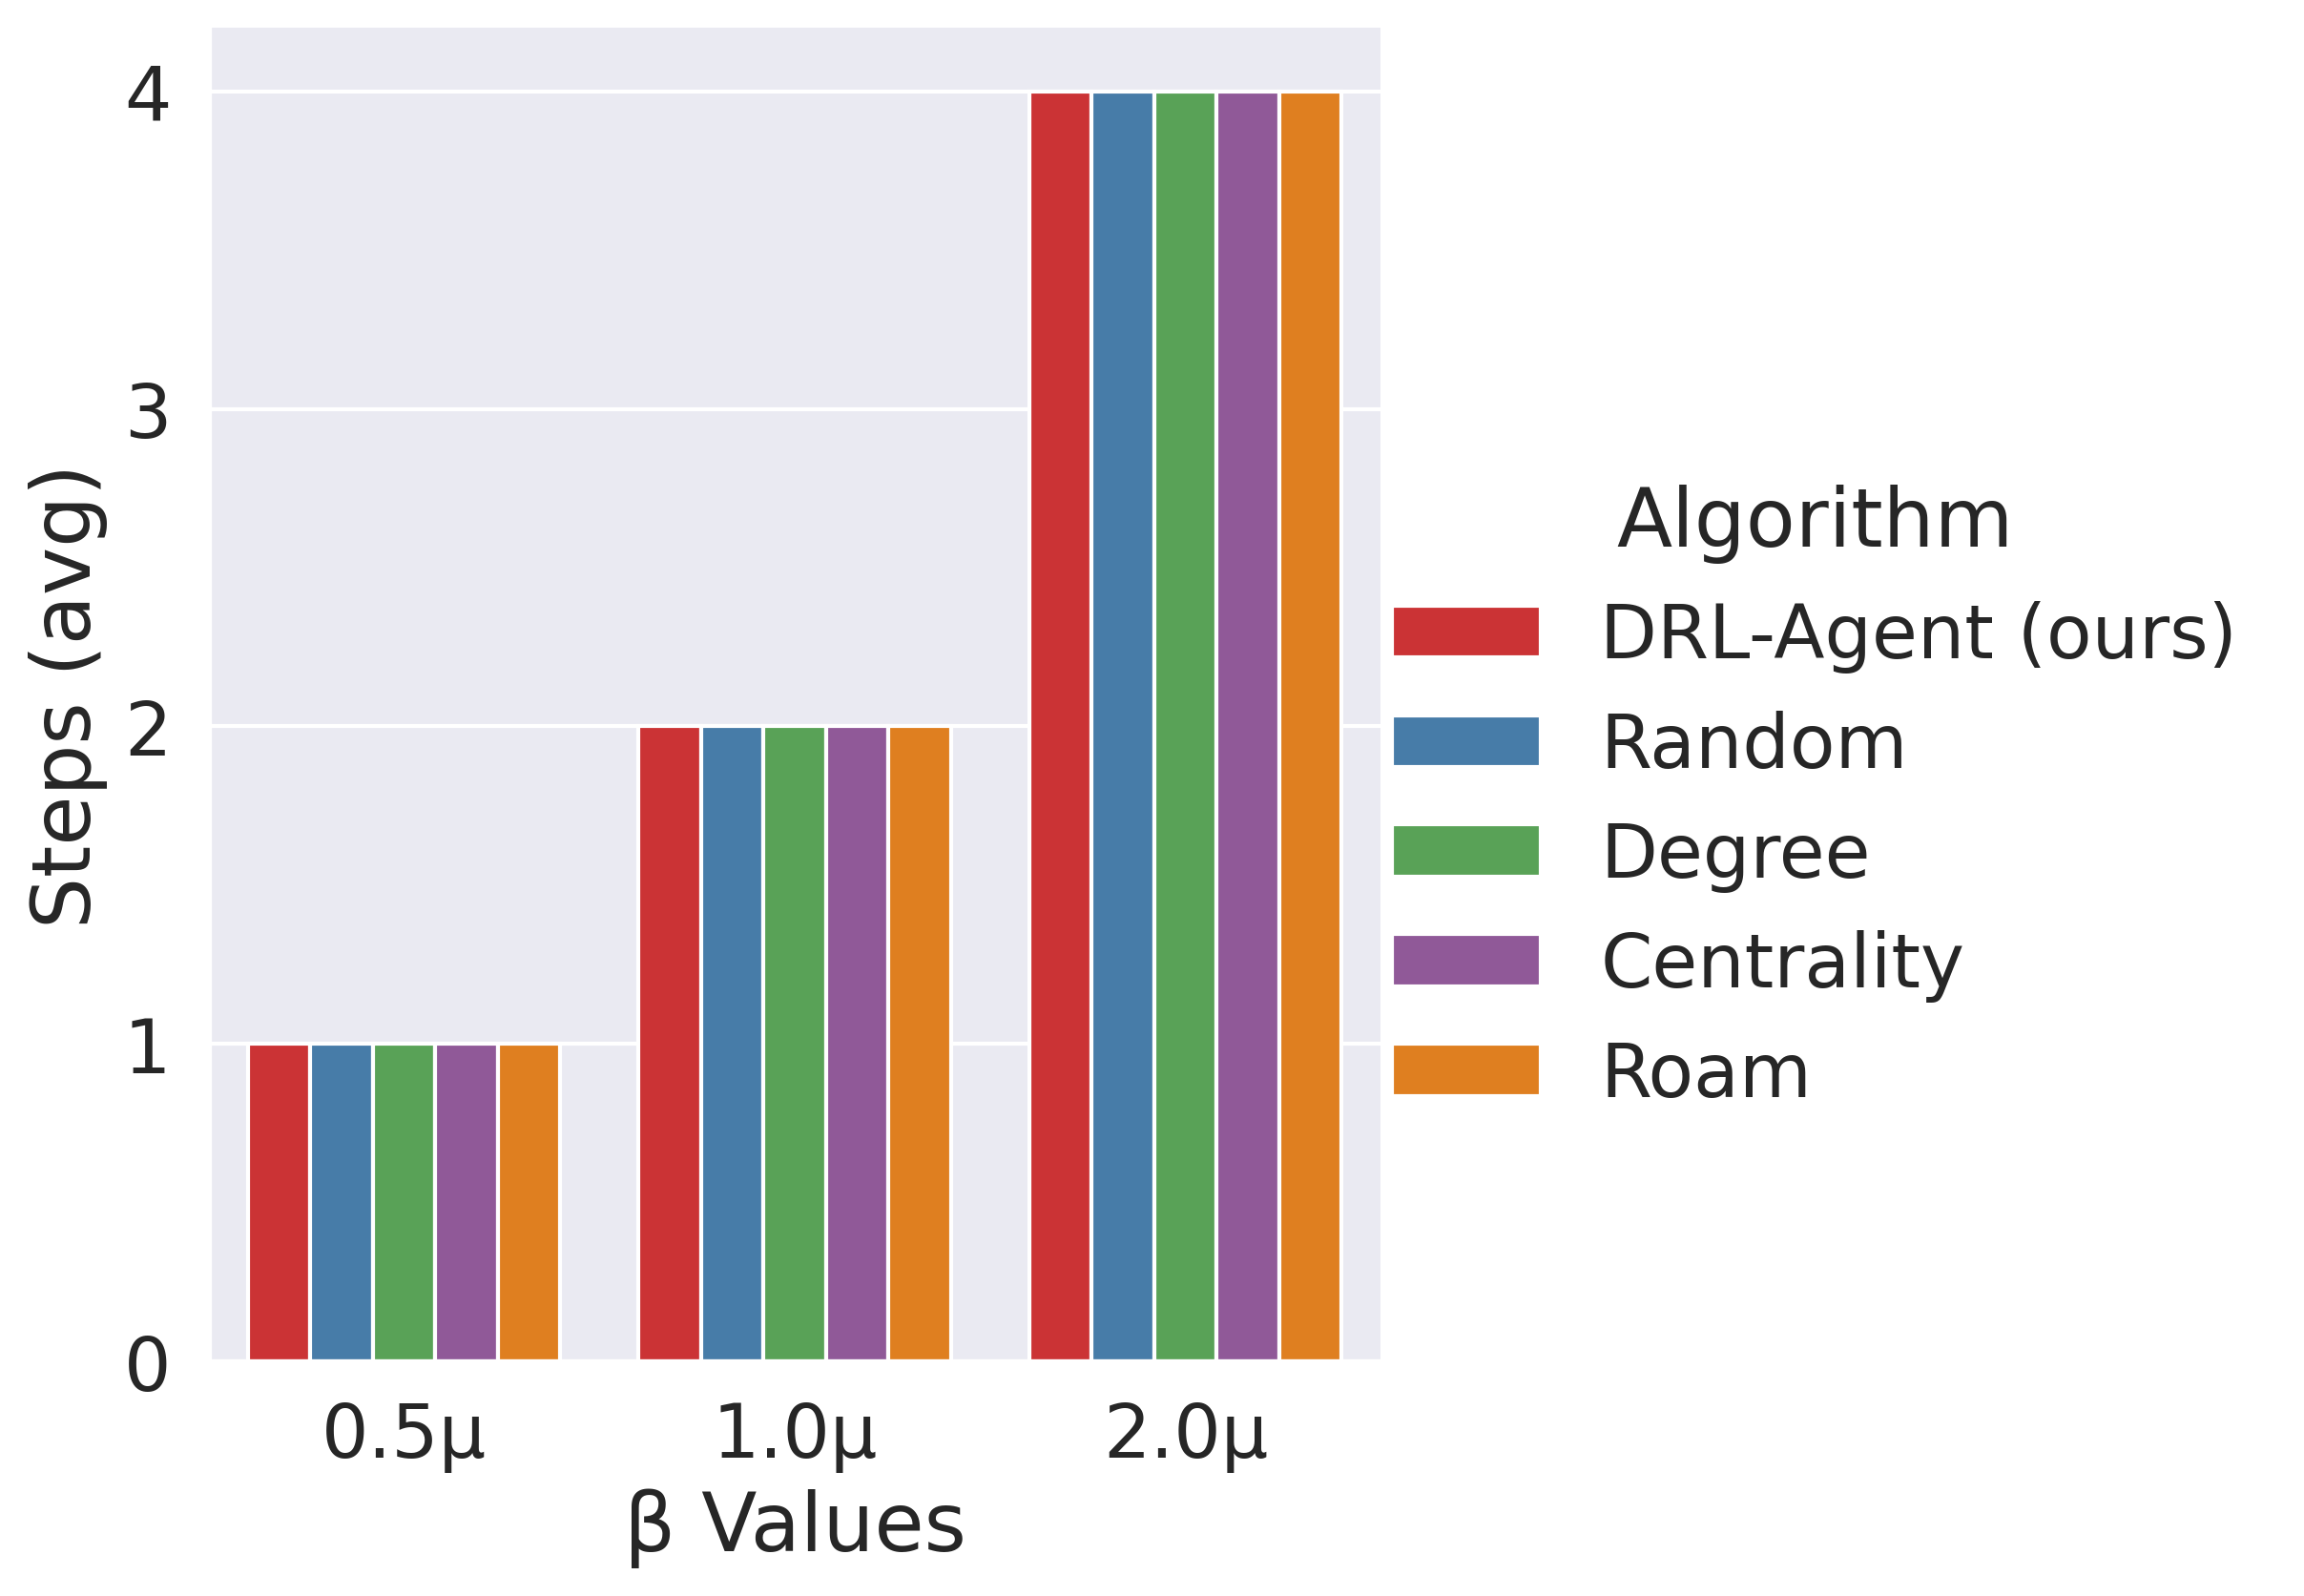 Steps (avg)
4
3
2
1
0
0.5µ 1.0µ 2.0µ
β Values
Algorithm
DRL-Agent (ours)
Random
Degree
Centrality
Roam